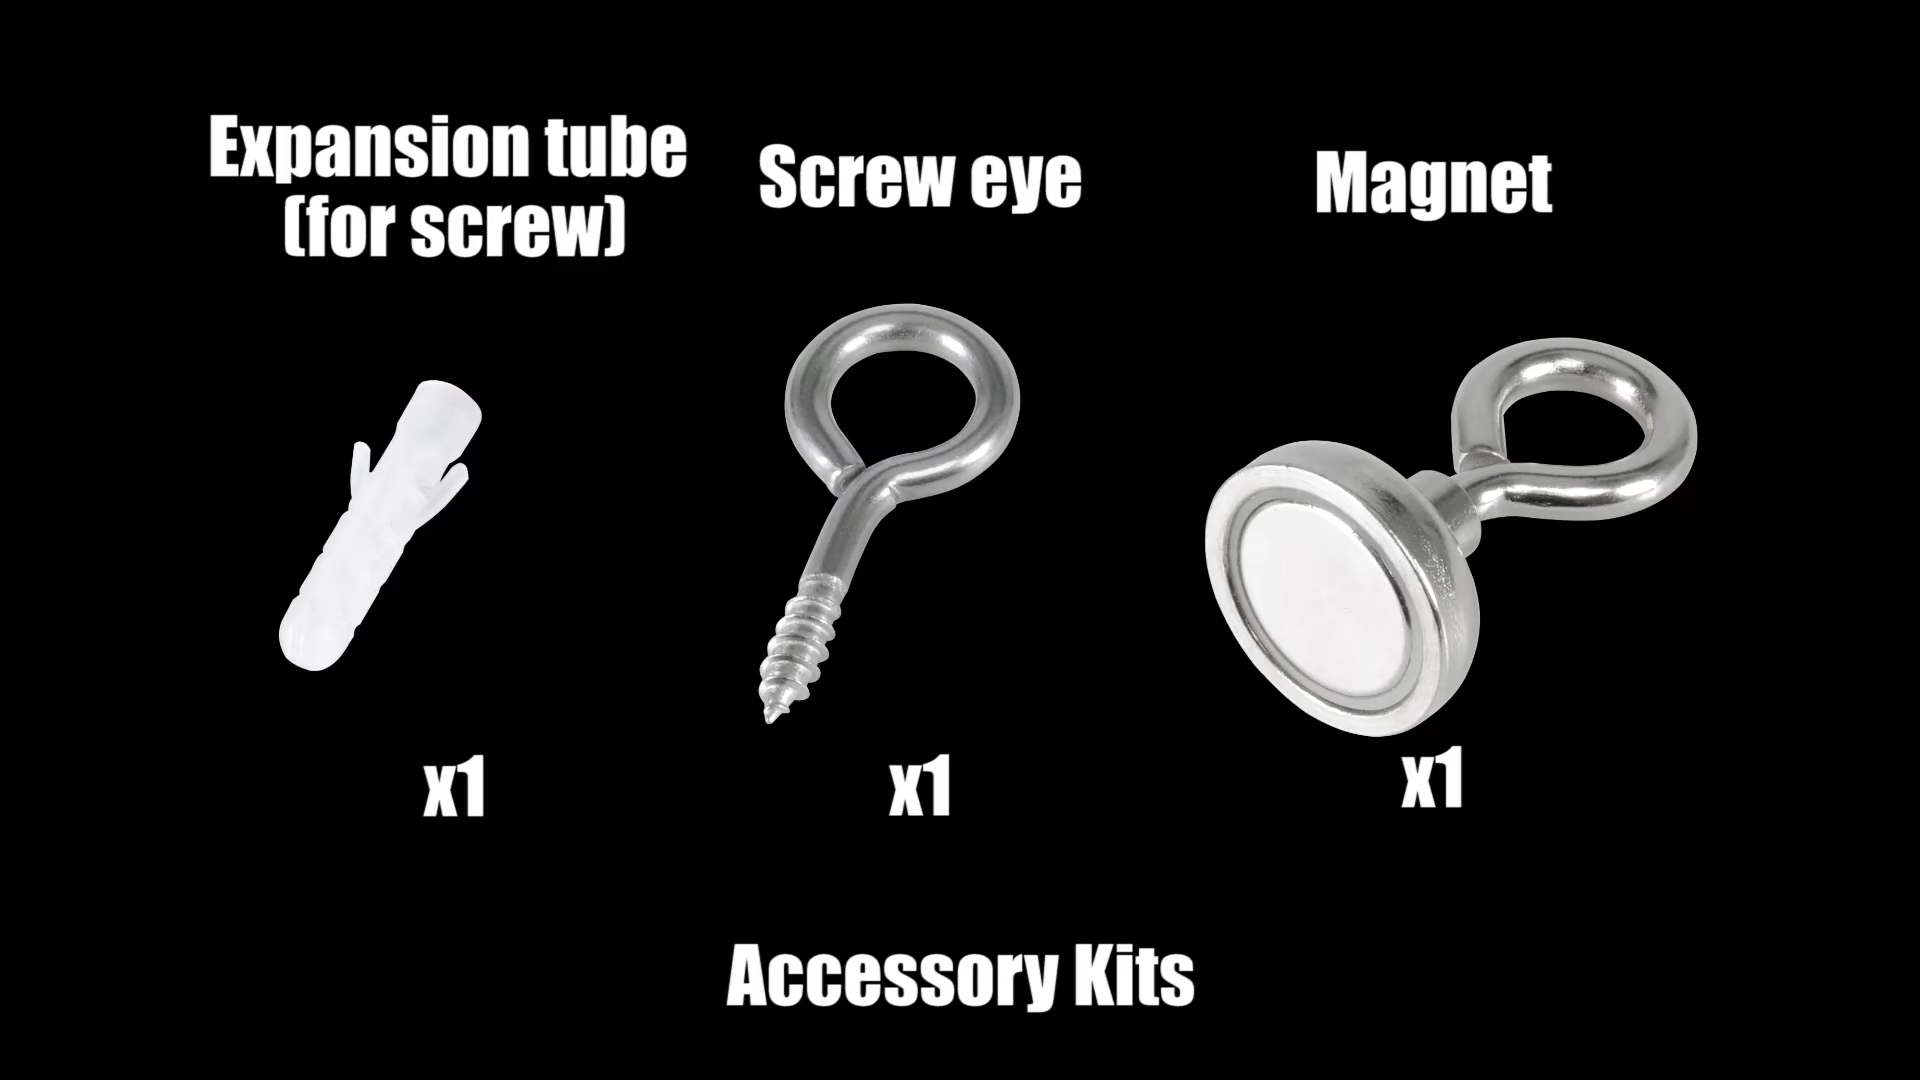 Expansion tube
(for screw)
Screw eye
Magnet
x1
x1
x1
Accessory Kits